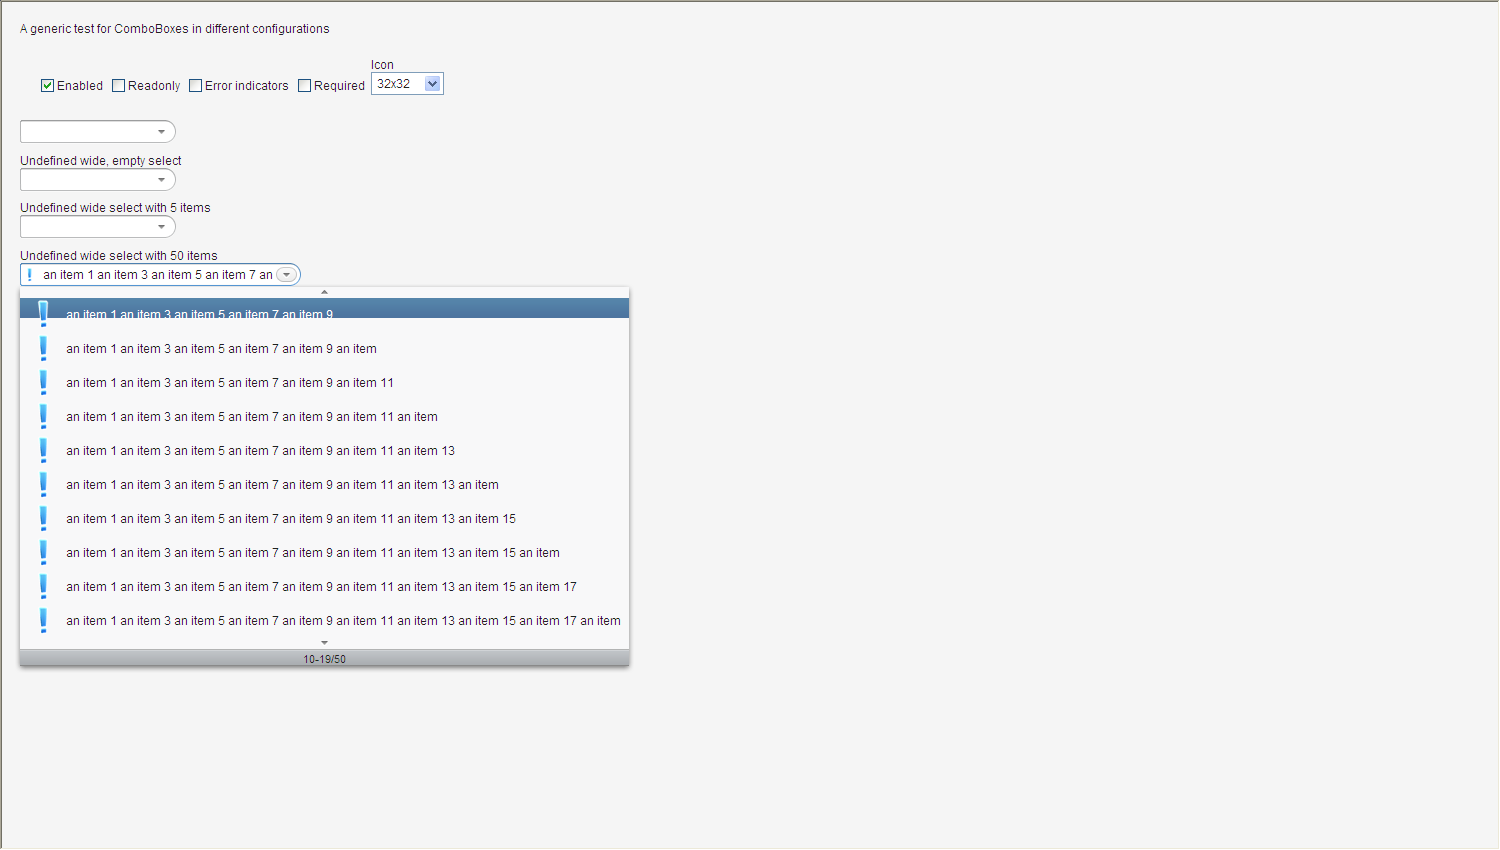 A generic test for ComboBoxes in different configurations
Icon
Enabled Readonly Error indicators Required 32x32
Undefined wide, empty select
Undefined wide select with 5 items
Undefined wide select with 50 items
an item 1 an item 3 an item 5 an item 7 an
an item 1 an item 3 an item 5 an item 7 an item 9
an item 1 an item 3 an item 5 an item 7 an item 9 an item
an item 1 an item 3 an item 5 an item 7 an item 9 an item 11
an item 1 an item 3 an item 5 an item 7 an item 9 an item 11 an item
an item 1 an item 3 an item 5 an item 7 an item 9 an item 11 an item 13
an item 1 an item 3 an item 5 an item 7 an item 9 an item 11 an item 13 an item
an item 1 an item 3 an item 5 an item 7 an item 9 an item 11 an item 13 an item 15
an item 1 an item 3 an item 5 an item 7 an item 9 an item 11 an item 13 an item 15 an item
an item 1 an item 3 an item 5 an item 7 an item 9 an item 11 an item 13 an item 15 an item 17
an item 1 an item 3 an item 5 an item 7 an item 9 an item 11 an item 13 an item 15 an item 17 an item
10-19/50